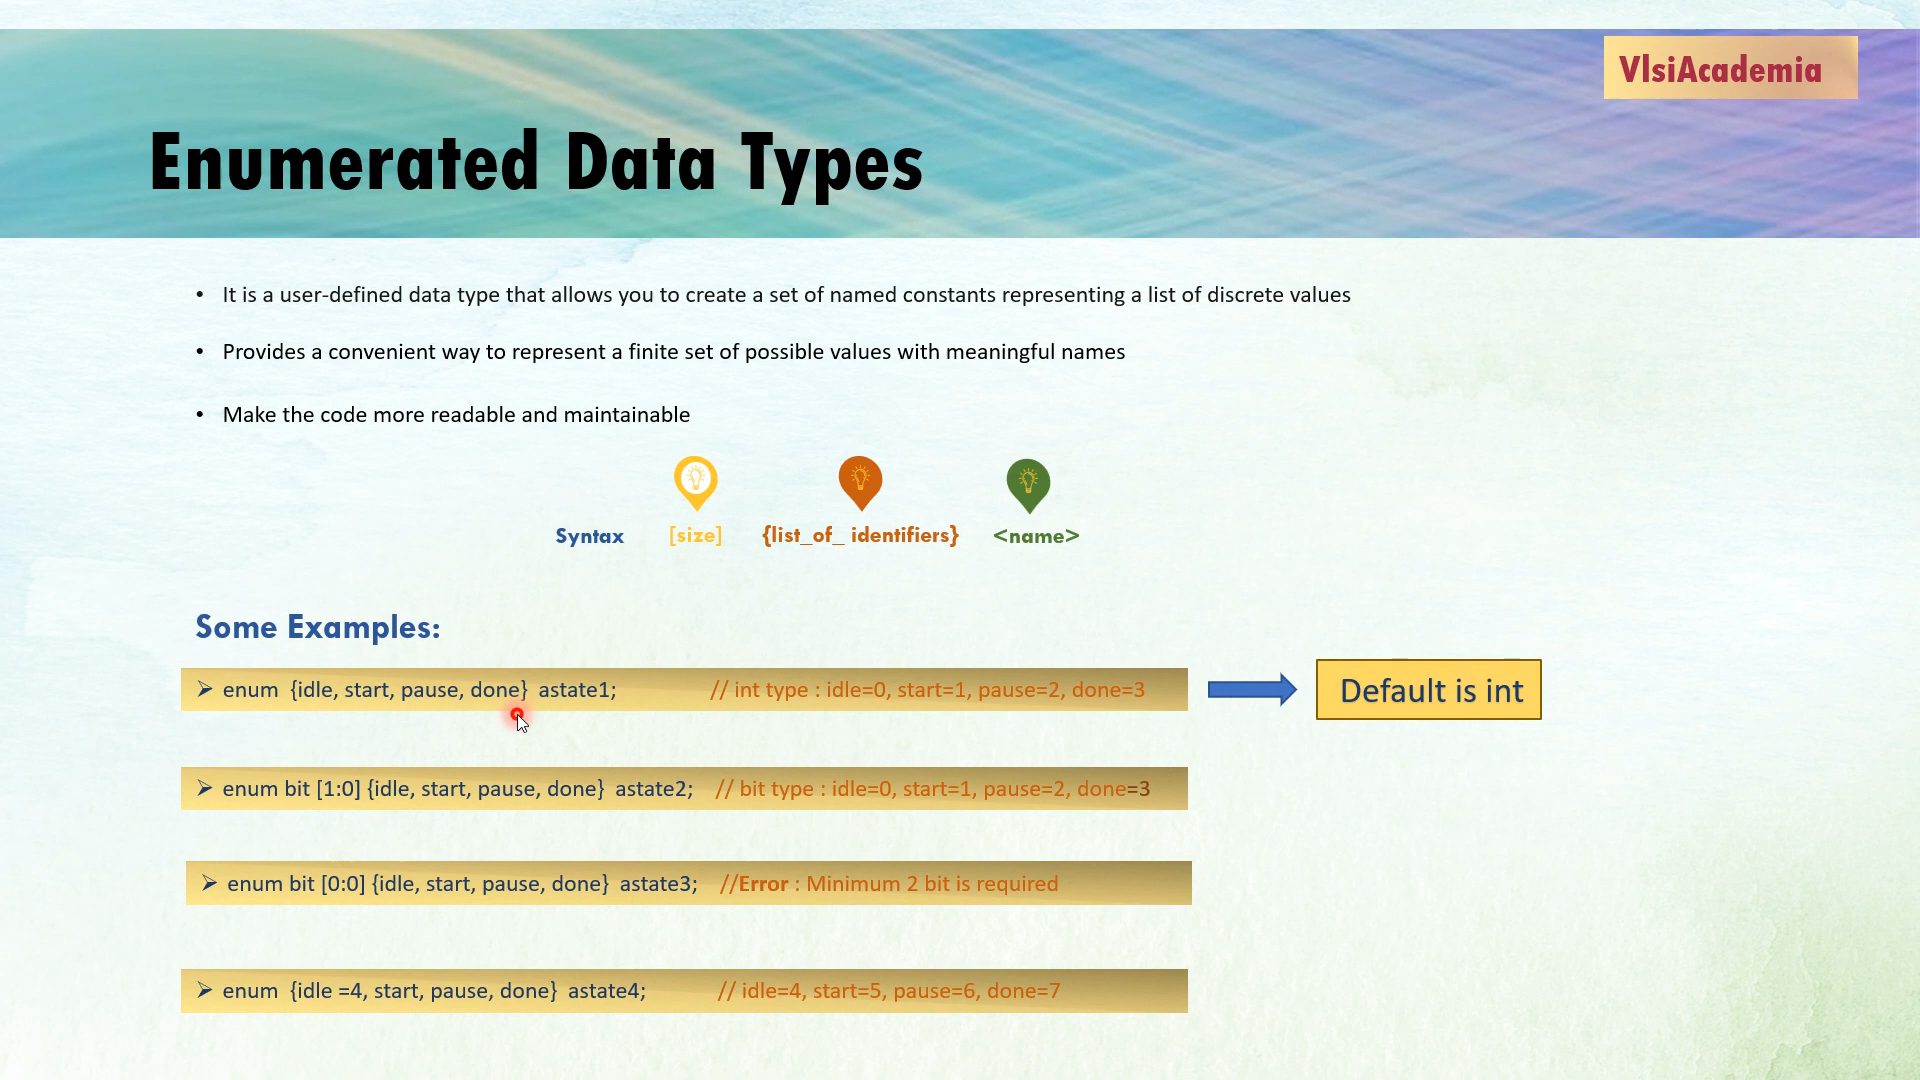 VlsiAcademia
Enumerated Data Types
• It is a user-defined data type that allows you to create a set of named constants representing a list of discrete values
• Provides a convenient way to represent a finite set of possible values with meaningful names
• Make the code more readable and maintainable
Syntax [size] {list_of_ identifiers} <name>
Some Examples:
➢ enum {idle, start, pause, done} astate1; // int type : idle=0, start=1, pause=2, done=3
Default is int
➢ enum bit [1:0] {idle, start, pause, done} astate2; // bit type : idle=0, start=1, pause=2, done=3
➢ enum bit [0:0] {idle, start, pause, done} astate3; //Error : Minimum 2 bit is required
➢ enum {idle =4, start, pause, done} astate4; // idle=4, start=5, pause=6, done=7